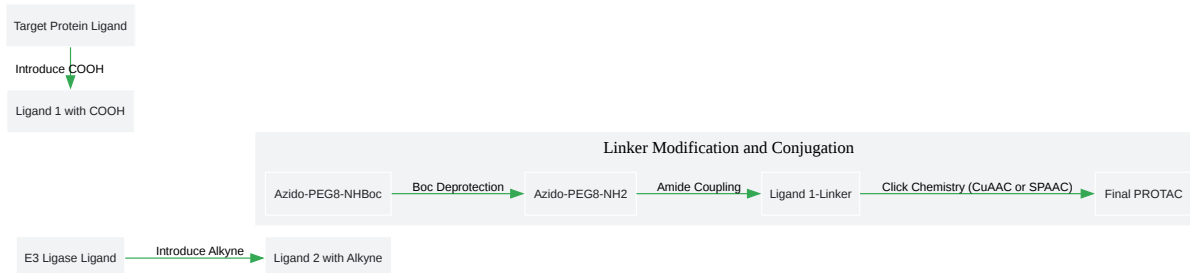 Target Protein Ligand
Introduce COOH
Ligand 1 with COOH
Linker Modification and Conjugation
Azido-PEG8-NHBoc
Boc Deprotection
Azido-PEG8-NH2
Amide Coupling
Ligand 1-Linker
Click Chemistry (CuAAC or SPAAC)
Final PROTAC
E3 Ligase Ligand
Introduce Alkyne
Ligand 2 with Alkyne